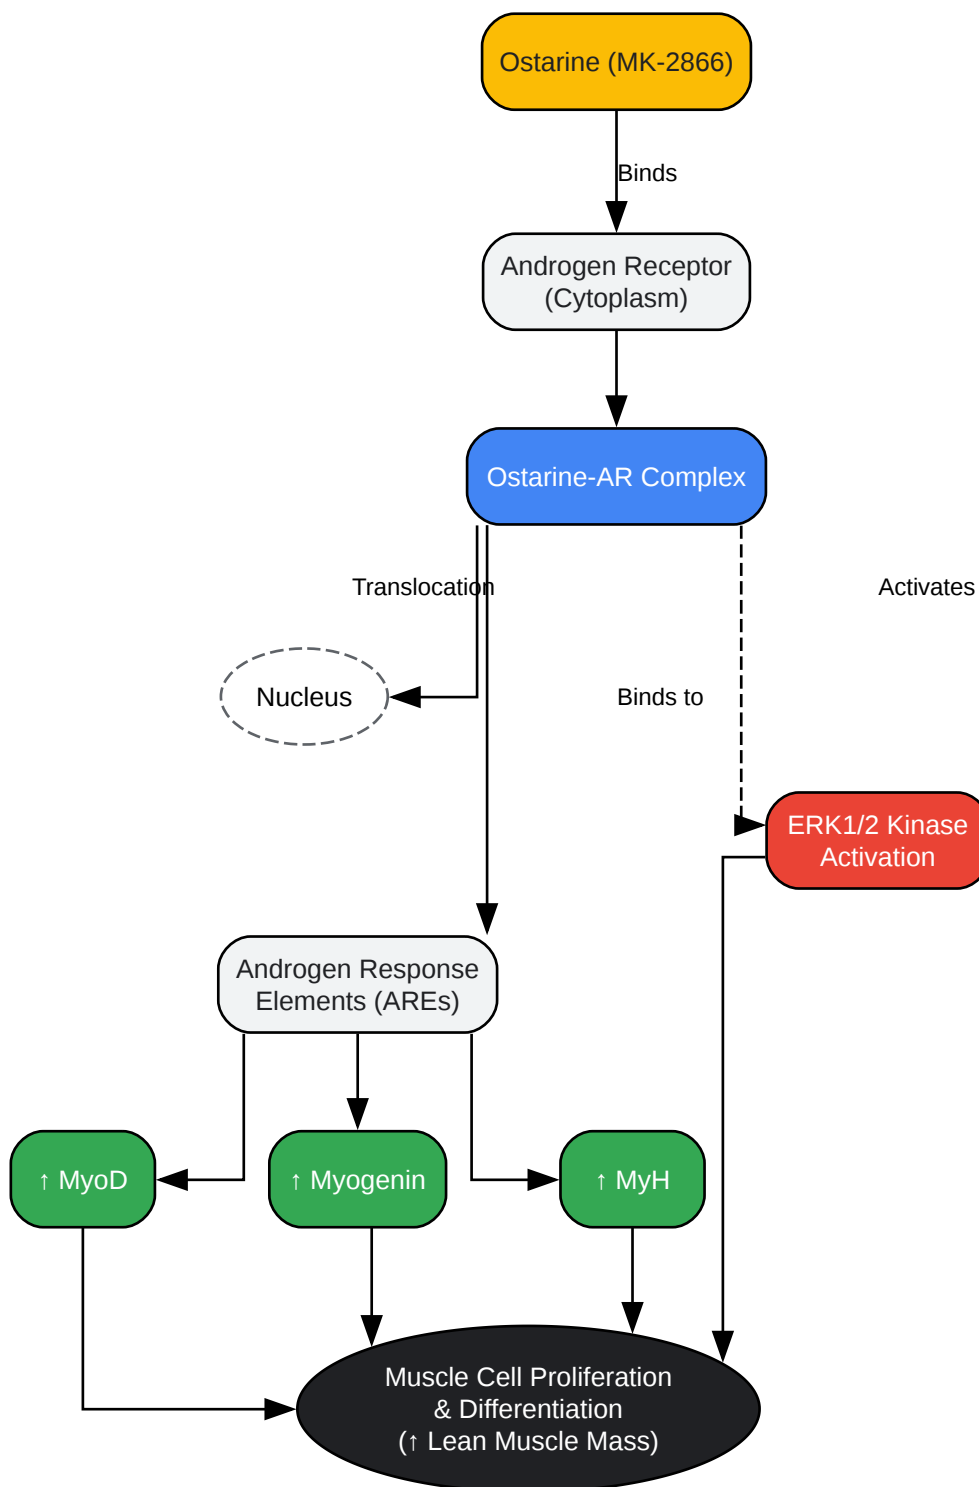 Ostarine (MK-2866)
Binds
Androgen Receptor
(Cytoplasm)
Ostarine-AR Complex
Translocation
Activates
Nucleus
Binds to
ERK1/2 Kinase
Activation
Androgen Response
Elements (AREs)
↑ MyoD
↑ Myogenin
↑ MyH
Muscle Cell Proliferation
& Differentiation
(↑ Lean Muscle Mass)